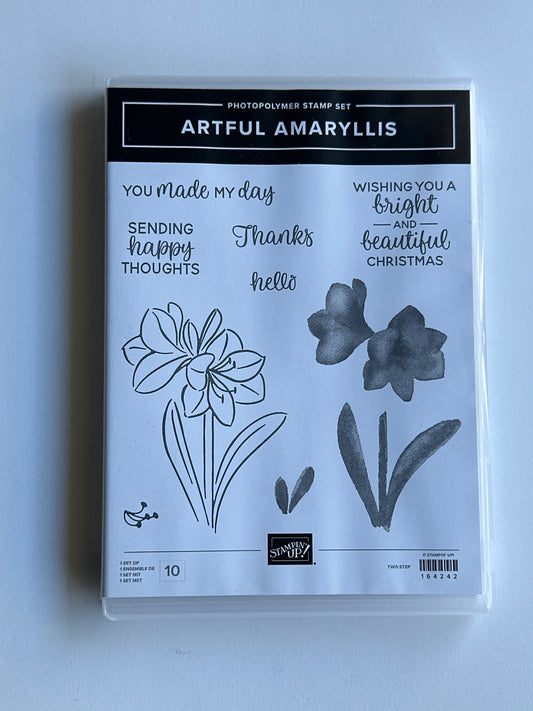 PHOTOPOLYMER STAMP SET
ARTFUL AMARYLLIS
YOU made MY day
WISHING YOU A
bright
AND
beautiful
CHRISTMAS
SENDING
happy
THOUGHTS
Thanks
hello
STAMPIN'
UP!
1 SET OF
1 ENSEMBLE DE
1 SET MIT
1 SET MET
10
© STAMPIN' UP!
TWO STEP
164242